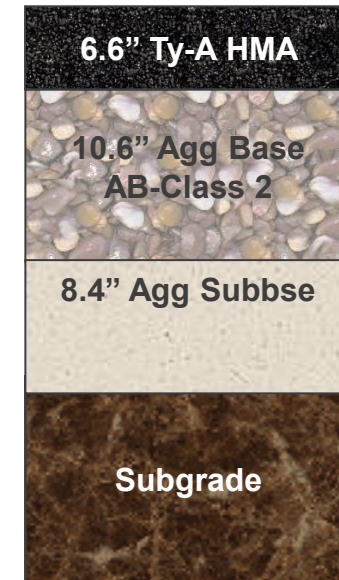 6.6” Ty-A HMA
10.6” Agg Base
AB-Class 2
8.4” Agg Subbse
Subgrade